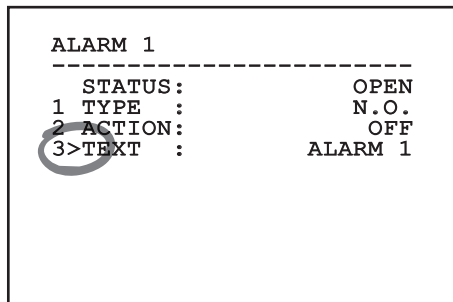 ALARM 1
------------------------
STATUS: OPEN
1 TYPE : N.O.
2 ACTION: OFF
3>TEXT : ALARM 1